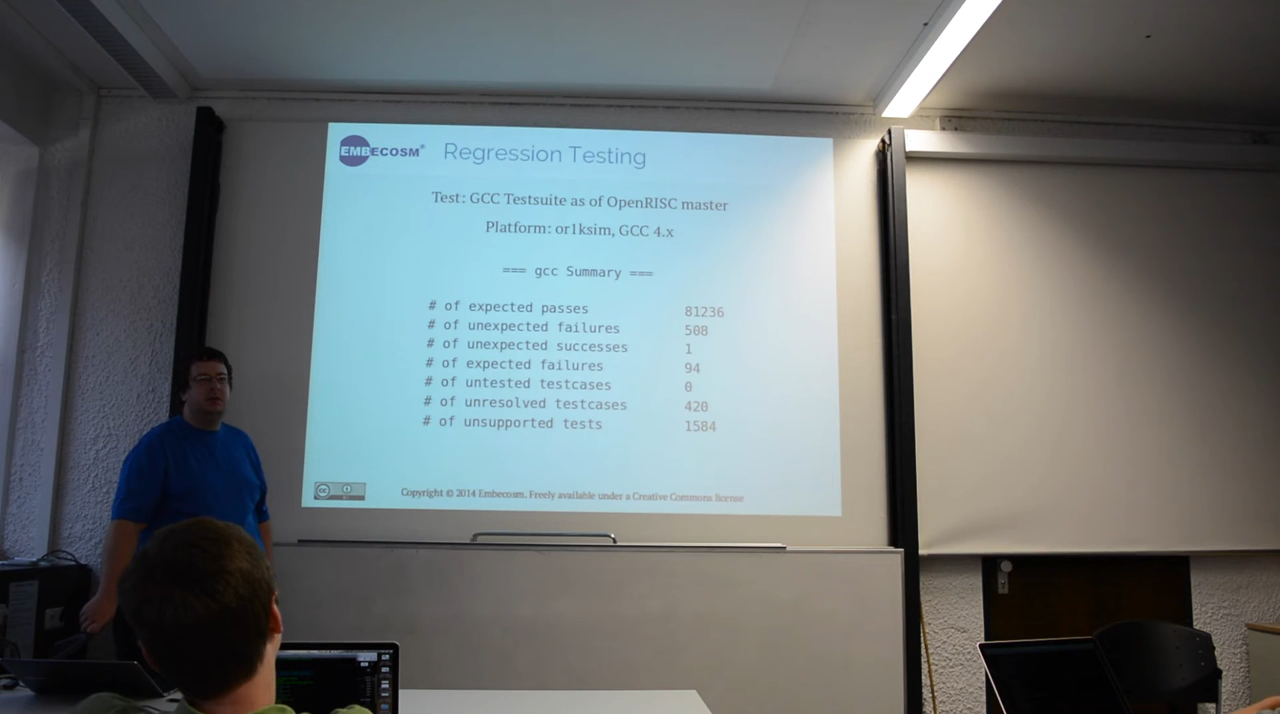 EMBECOSM®
Regression Testing
Test: GCC Testsuite as of OpenRISC master
Platform: or1ksim, GCC 4.x
=== gcc Summary ===
# of expected passes 81236
# of unexpected failures 508
# of unexpected successes 1
# of expected failures 94
# of untested testcases 0
# of unresolved testcases 420
# of unsupported tests 1584
cc
Copyright © 2014 Embecosm. Freely available under a Creative Commons license